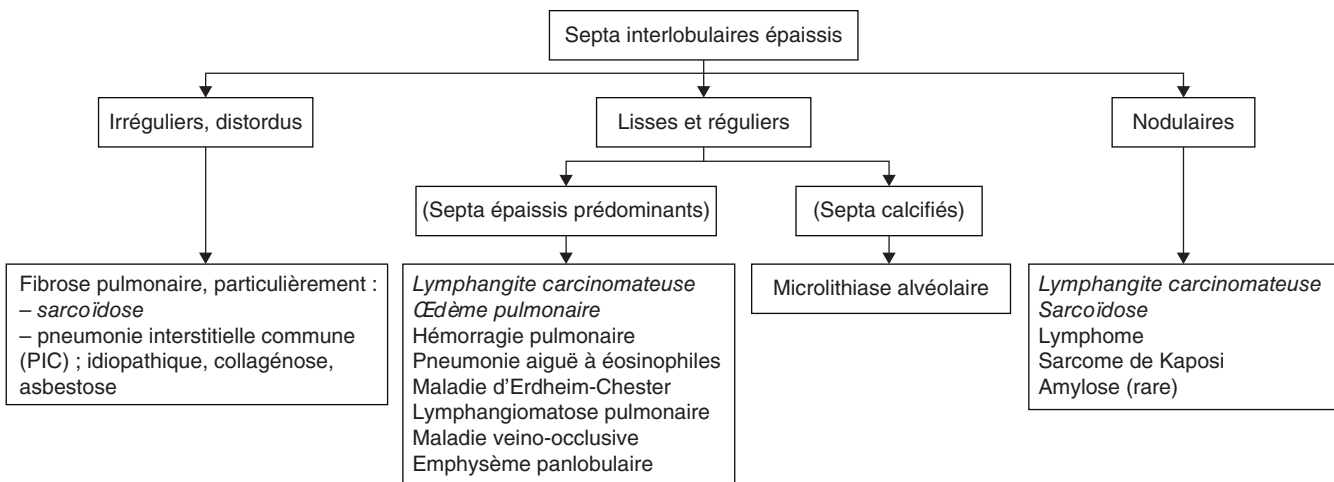 Septa interlobulaires épaissis
Irréguliers, distordus
Lisses et réguliers
Nodulaires
(Septa épaissis prédominants)
(Septa calcifiés)
Fibrose pulmonaire, particulièrement :
– sarcoïdose
– pneumonie interstitielle commune
(PIC) ; idiopathique, collagénose,
asbestose
Lymphangite carcinomateuse
Œdème pulmonaire
Hémorragie pulmonaire
Pneumonie aiguë à éosinophiles
Maladie d'Erdheim-Chester
Lymphangiomatose pulmonaire
Maladie veino-occlusive
Emphysème panlobulaire
Microlithiase alvéolaire
Lymphangite carcinomateuse
Sarcoïdose
Lymphome
Sarcome de Kaposi
Amylose (rare)